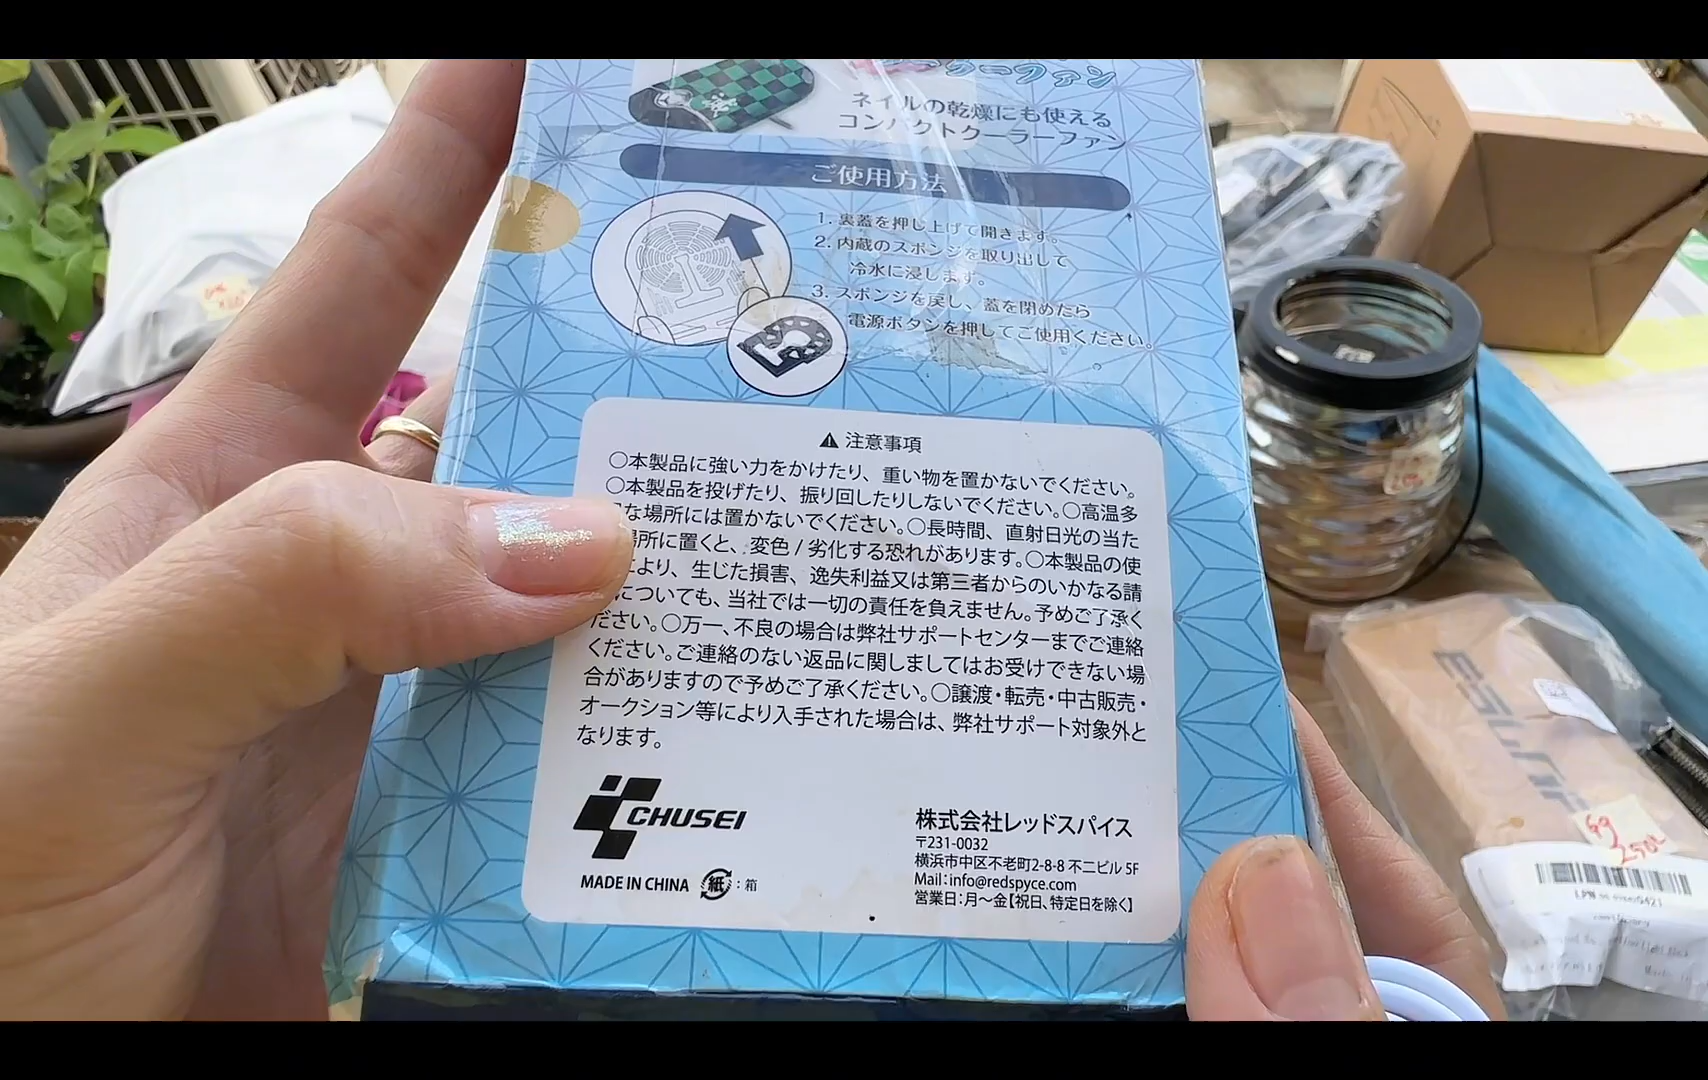 ーラーファン
ネイルの乾燥にも使える
コンパクトクーラーファン
ご使用方法
1. 裏蓋を押し上げて開きます。
2. 内蔵のスポンジを取り出して
冷水に浸します。
3. スポンジを戻し、蓋を閉めたら
電源ボタンを押してご使用ください。
⚠ 注意事項
○本製品に強い力をかけたり、重い物を置かないでください。
○本製品を投げたり、振り回したりしないでください。○高温多
な場所には置かないでください。○長時間、直射日光の当た
場所に置くと、変色/劣化する恐れがあります。○本製品の使
により、生じた損害、逸失利益又は第三者からのいかなる請
についても、当社では一切の責任を負えません。予めご了承く
ださい。○万一、不良の場合は弊社サポートセンターまでご連絡
ください。ご連絡のない返品に関しましてはお受けできない場
合がありますので予めご了承ください。○譲渡・転売・中古販売・
オークション等により入手された場合は、弊社サポート対象外と
なります。
CHUSEI
MADE IN CHINA 紙:箱
株式会社レッドスパイス
〒231-0032
横浜市中区不老町2-8-8 不二ビル 5F
Mail:info@redspyce.com
営業日:月〜金【祝日、特定日を除く】